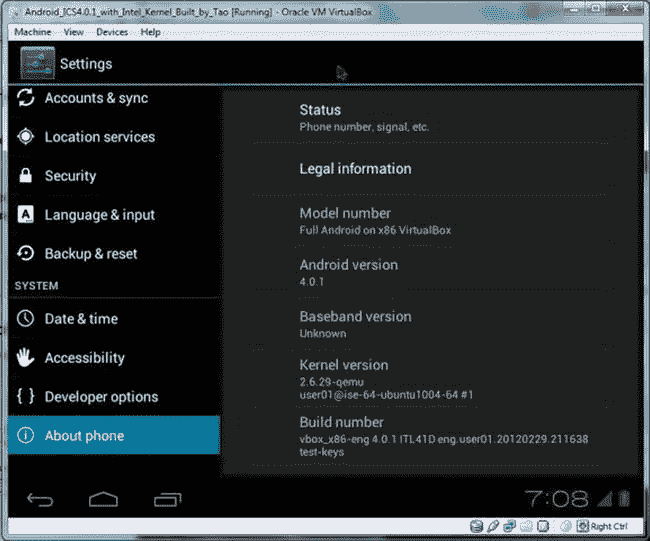 Android_ICS4.0.1_with_Intel_Kernel_Built_by_Tao [Running] - Oracle VM VirtualBox
Machine View Devices Help
Settings
Accounts & sync
Location services
Security
A Language & input
Backup & reset
SYSTEM
Date & time
Accessibility
{ } Developer options
About phone
Status
Phone number, signal, etc.
Legal information
Model number
Full Android on x86 VirtualBox
Android version
4.0.1
Baseband version
Unknown
Kernel version
2.6.29-qemu
user01@ise-64-ubuntu1004-64 #1
Build number
vbox_x86-eng 4.0.1 ITL41D eng.user01.20120229.211638
test-keys
7:08
Right Ctrl